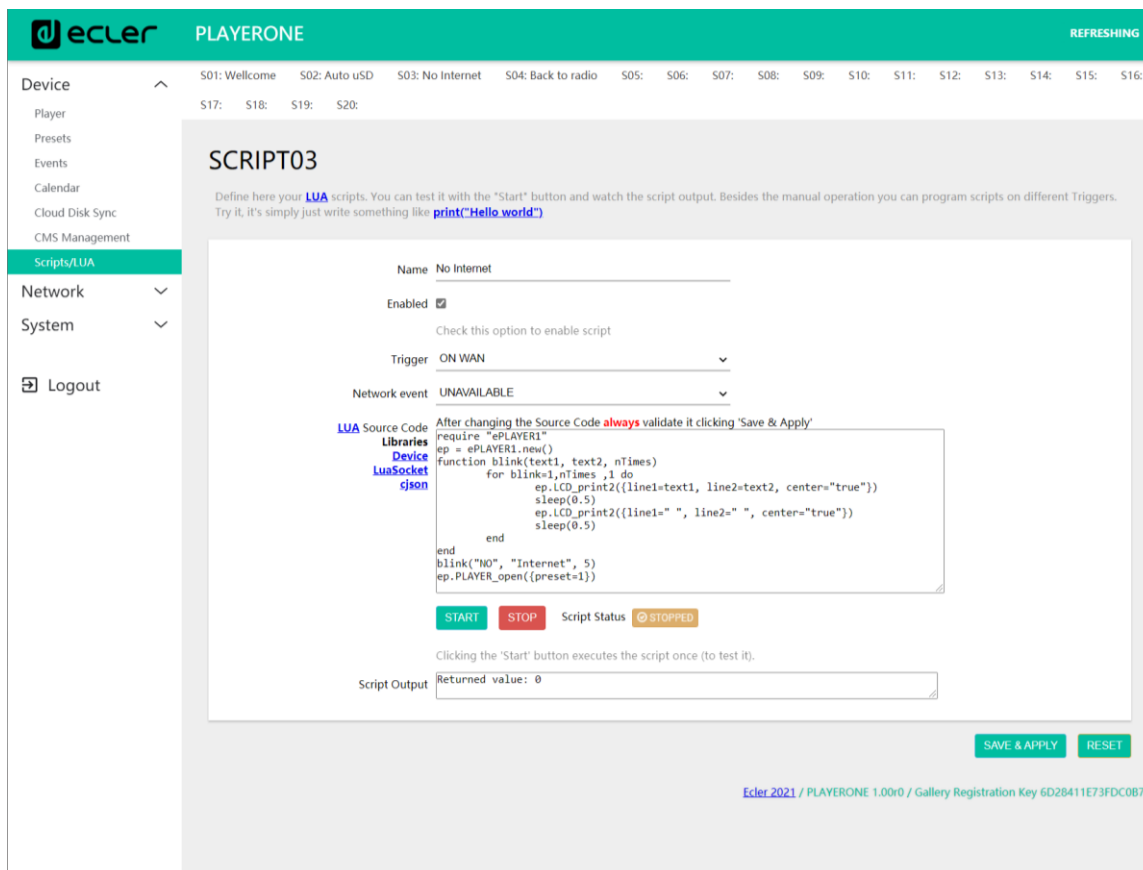 ecler
PLAYERONE
REFRESHING
Device
Player
Presets
Events
Calendar
Cloud Disk Sync
CMS Management
Scripts/LUA
Network
System
Logout
S01: Wellcome S02: Auto uSD S03: No Internet S04: Back to radio S05: S06: S07: S08: S09: S10: S11: S12: S13: S14: S15: S16:
S17: S18: S19: S20:
SCRIPT03
Define here your LUA scripts. You can test it with the "Start" button and watch the script output. Besides the manual operation you can program scripts on different Triggers.
Try it, it's simply just write something like print("Hello world")
Name No Internet
Enabled
Check this option to enable script
Trigger ON WAN
Network event UNAVAILABLE
LUA Source Code
Libraries
Device
LuaSocket
cjson
After changing the Source Code always validate it clicking 'Save & Apply'
require "ePLAYER1"
ep = ePLAYER1.new()
function blink(text1, text2, nTimes)
for blink=1,nTimes ,1 do
ep.LCD_print2({line1=text1, line2=text2, center="true"})
sleep(0.5)
ep.LCD_print2({line1=" ", line2=" ", center="true"})
sleep(0.5)
end
end
blink("NO", "Internet", 5)
ep.PLAYER_open({preset=1})
START STOP Script Status STOPPED
Clicking the 'Start' button executes the script once (to test it).
Script Output Returned value: 0
SAVE & APPLY RESET
Ecler 2021 / PLAYERONE 1.00r0 / Gallery Registration Key 6D28411E73FDC0B7